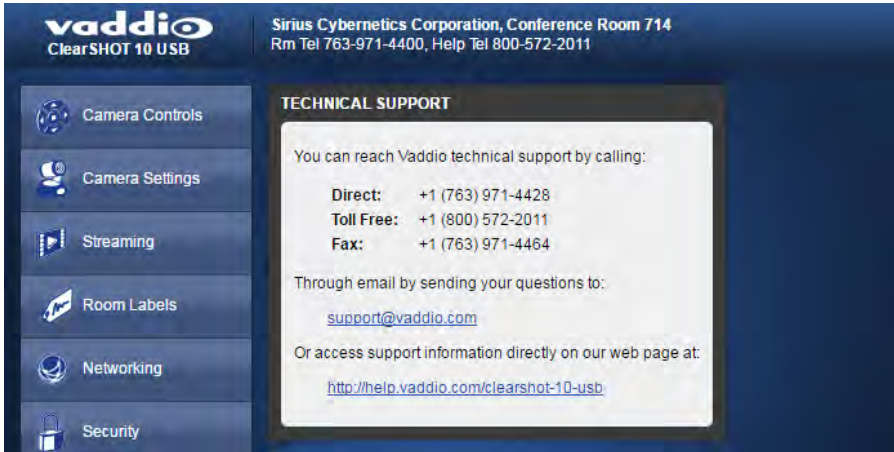 vaddio
ClearSHOT 10 USB
Sirius Cybernetics Corporation, Conference Room 714
Rm Tel 763-971-4400, Help Tel 800-572-2011
Camera Controls
Camera Settings
Streaming
Room Labels
Networking
Security
TECHNICAL SUPPORT
You can reach Vaddio technical support by calling:
Direct: +1 (763) 971-4428
Toll Free: +1 (800) 572-2011
Fax: +1 (763) 971-4464
Through email by sending your questions to:
support@vaddio.com
Or access support information directly on our web page at:
http://help.vaddio.com/clearshot-10-usb